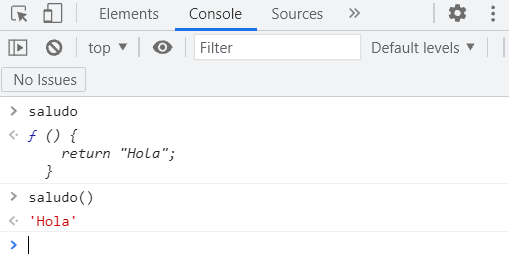 Elements Console Sources »
top ▼ Filter Default levels ▼
No Issues
> saludo
ƒ () {
return "Hola";
}
> saludo()
'Hola'
>